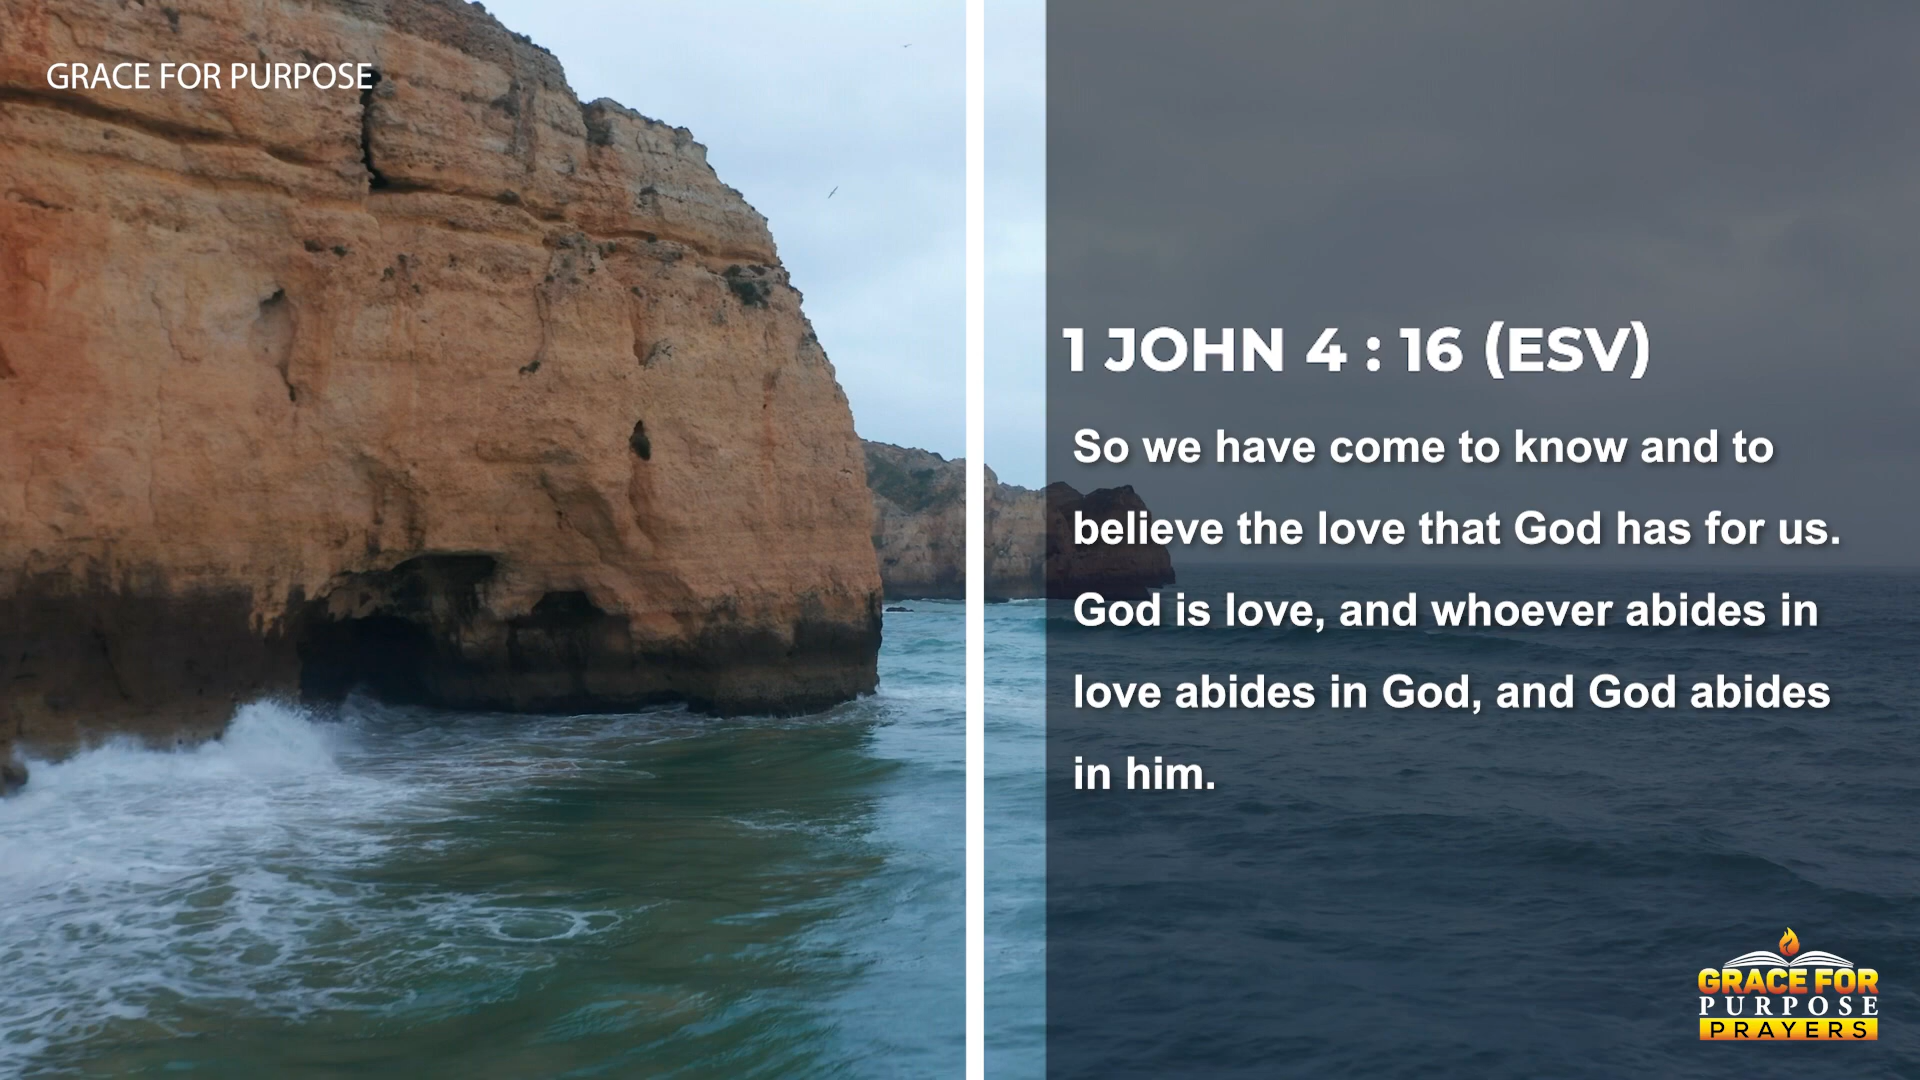 GRACE FOR PURPOSE
1 JOHN 4 : 16 (ESV)
So we have come to know and to
believe the love that God has for us.
God is love, and whoever abides in
love abides in God, and God abides
in him.
GRACE FOR
PURPOSE
PRAYERS